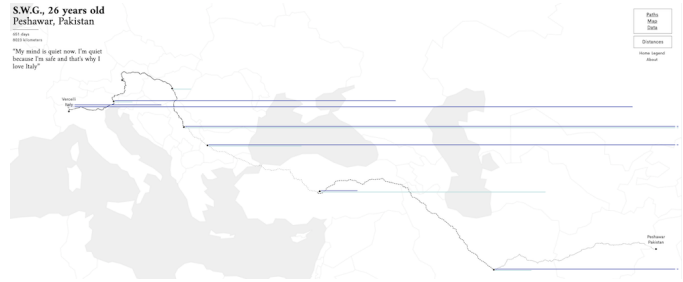 S.W.G., 26 years old
Peshawar, Pakistan
"My mind is quiet now. I'm quiet
because I'm safe and that's why I
love Italy"
Paths
Map
Data
Distances
Home Legend
About
Vercelli
Italy
Peshawar
Pakistan